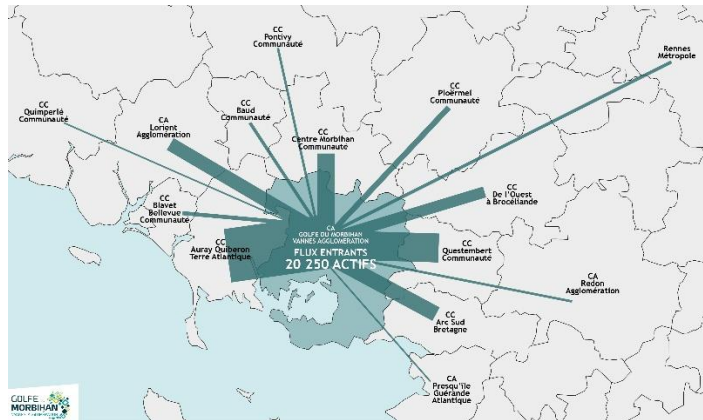 CC
Pontivy
Communauté
Rennes
Métropole
CC
Quimperlé
Communauté
CA
Lorient
Agglomération
CC
Baud
Communauté
CC
Centre Morbihan
Communauté
CC
Ploërmel
Communauté
CC
De l'Oust
à Brocéliande
CC
Blavet
Bellevue
Communauté
CC
Auray Quiberon
Terre Atlantique
CA
GOLFE DU MORBIHAN
VANNES AGGLOMERATION
FLUX ENTRANTS
20 250 ACTIFS
CC
Questembert
Communauté
CA
Redon
Agglomération
CC
Arc Sud
Bretagne
CA
Presqu'île
Guérande
Atlantique
GOLFE
MORBIHAN